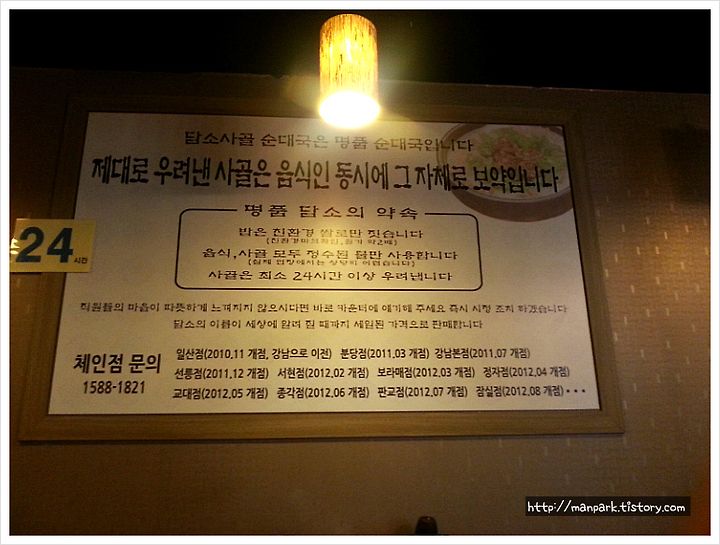 담소사골 순대국은 명품 순대국입니다
제대로 우려낸 사골은 음식인 동시에 그 자체로 보약입니다
명품 담소의 약속
밥은 친환경 쌀로만 짓습니다
음식,사골 모두 정수된 물만 사용합니다
사골은 최소 24시간 이상 우려냅니다
24시간
직원들의 마음이 따뜻하게 느껴지지 않으시다면 바로 카운터에 얘기해 주세요 즉시 시정 조치 하겠습니다
담소의 이름이 세상에 알려 질 때까지 세일된 가격으로 판매합니다
체인점 문의
1588-1821
일산점(2010.11 개점, 강남으로 이전) 분당점(2011.03 개점) 강남본점(2011.07 개점)
선릉점(2011.12 개점) 서현점(2012.02 개점) 보라매점(2012.03 개점) 정자점(2012.04 개점)
교대점(2012.05 개점) 종각점(2012.06 개점) 판교점(2012.07 개점) 잠실점(2012.08 개점)•••
http://manpark.tistory.com